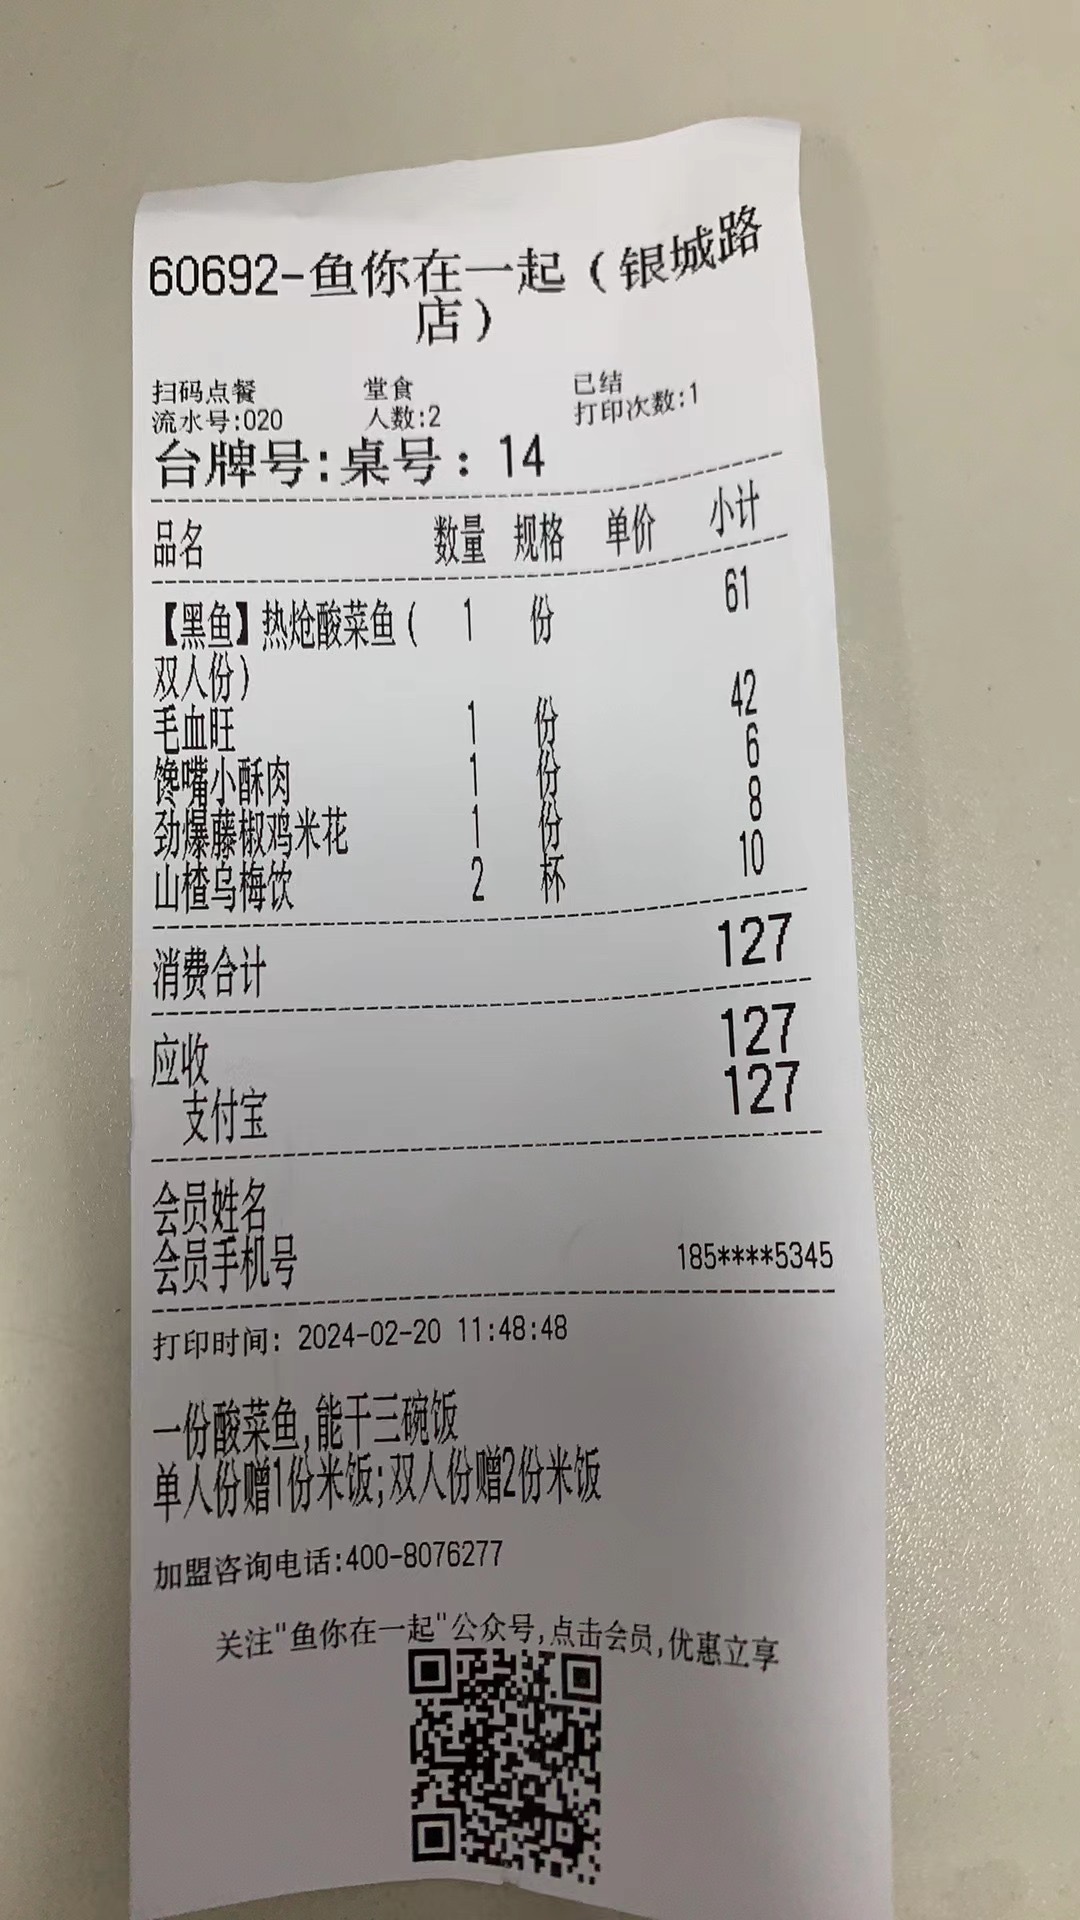 60692-鱼你在一起（银城路
店）
扫码点餐 堂食 已结
流水号:020 人数:2 打印次数:1
台牌号:桌号：14
品名 数量 规格 单价 小计
【黑鱼】热炝酸菜鱼( 1 份 61
双人份)
毛血旺 1 份 42
馋嘴小酥肉 1 份 6
劲爆藤椒鸡米花 1 份 8
山楂乌梅饮 2 杯 10
消费合计 127
应收 127
支付宝 127
会员姓名
会员手机号 185****5345
打印时间: 2024-02-20 11:48:48
一份酸菜鱼,能干三碗饭
单人份赠1份米饭;双人份赠2份米饭
加盟咨询电话:400-8076277
关注"鱼你在一起"公众号,点击会员,优惠立享